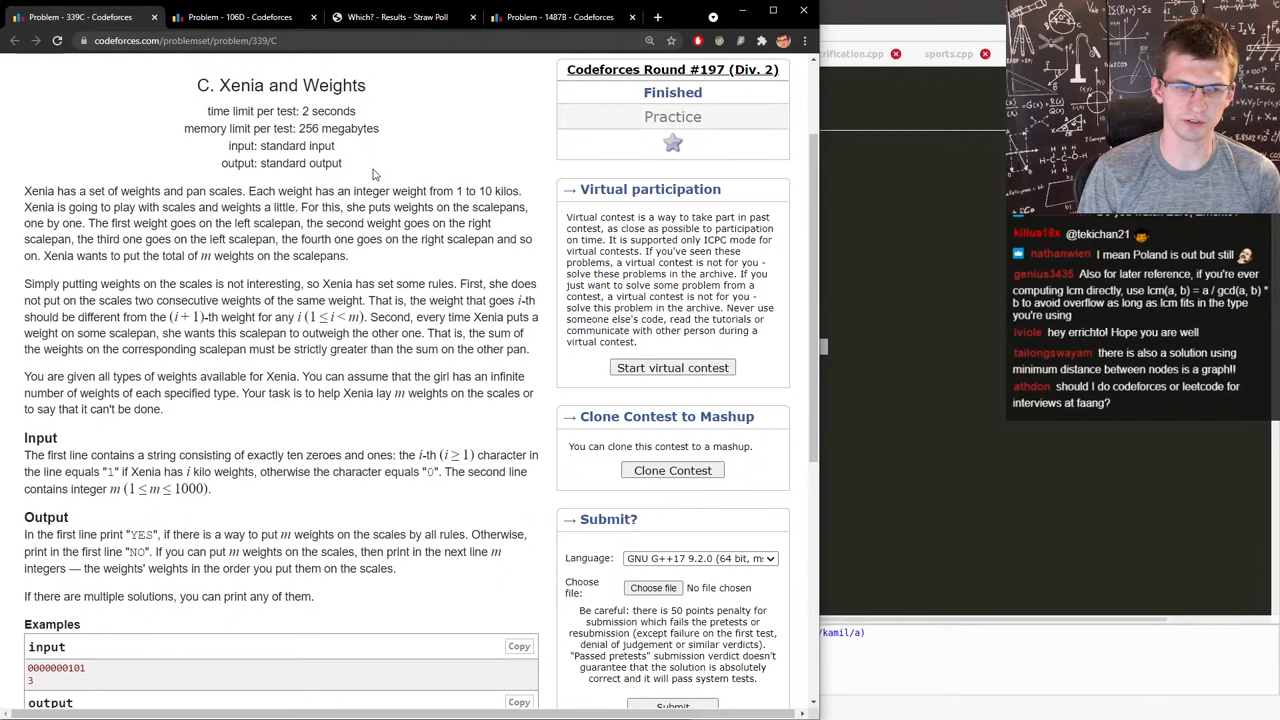 Problem - 339C - Codeforces
Problem - 106D - Codeforces
Which? - Results - Straw Poll
Problem - 1487B - Codeforces
codeforces.com/problemset/problem/339/C
C. Xenia and Weights
time limit per test: 2 seconds
memory limit per test: 256 megabytes
input: standard input
output: standard output
Xenia has a set of weights and pan scales. Each weight has an integer weight from 1 to 10 kilos.
Xenia is going to play with scales and weights a little. For this, she puts weights on the scalepans,
one by one. The first weight goes on the left scalepan, the second weight goes on the right
scalepan, the third one goes on the left scalepan, the fourth one goes on the right scalepan and so
on. Xenia wants to put the total of m weights on the scalepans.
Simply putting weights on the scales is not interesting, so Xenia has set some rules. First, she does
not put on the scales two consecutive weights of the same weight. That is, the weight that goes i-th
should be different from the (i + 1)-th weight for any i (1 ≤ i < m). Second, every time Xenia puts a
weight on some scalepan, she wants this scalepan to outweigh the other one. That is, the sum of
the weights on the corresponding scalepan must be strictly greater than the sum on the other pan.
You are given all types of weights available for Xenia. You can assume that the girl has an infinite
number of weights of each specified type. Your task is to help Xenia lay m weights on the scales or
to say that it can't be done.
Input
The first line contains a string consisting of exactly ten zeroes and ones: the i-th (i ≥ 1) character in
the line equals "1" if Xenia has i kilo weights, otherwise the character equals "0". The second line
contains integer m (1 ≤ m ≤ 1000).
Output
In the first line print "YES", if there is a way to put m weights on the scales by all rules. Otherwise,
print in the first line "NO". If you can put m weights on the scales, then print in the next line m
integers — the weights' weights in the order you put them on the scales.
If there are multiple solutions, you can print any of them.
Examples
input
Copy
0000000101
3
output
Copy
Codeforces Round #197 (Div. 2)
Finished
Practice
→ Virtual participation
Virtual contest is a way to take part in past
contest, as close as possible to participation
on time. It is supported only ICPC mode for
virtual contests. If you've seen these
problems, a virtual contest is not for you -
solve these problems in the archive. If you
just want to solve some problem from a
contest, a virtual contest is not for you -
solve this problem in the archive. Never use
someone else's code, read the tutorials or
communicate with other person during a
virtual contest.
Start virtual contest
→ Clone Contest to Mashup
You can clone this contest to a mashup.
Clone Contest
→ Submit?
Language:
GNU G++17 9.2.0 (64 bit, m
Choose
file:
Choose File No file chosen
Be careful: there is 50 points penalty for
submission which fails the pretests or
resubmission (except failure on the first test,
denial of judgement or similar verdicts).
"Passed pretests" submission verdict doesn't
guarantee that the solution is absolutely
correct and it will pass system tests.
Submit
trification.cpp
sports.cpp
/kamil/a)
killua18x @tekichan21
nathanwien I mean Poland is out but still
genius3435 Also for later reference, if you're ever
computing lcm directly, use lcm(a, b) = a / gcd(a, b) *
b to avoid overflow as long as lcm fits in the type
you're using
iviole hey errichto! Hope you are well
tailongswayam there is also a solution using
minimum distance between nodes is a graph!!
athdon should I do codeforces or leetcode for
interviews at faang?